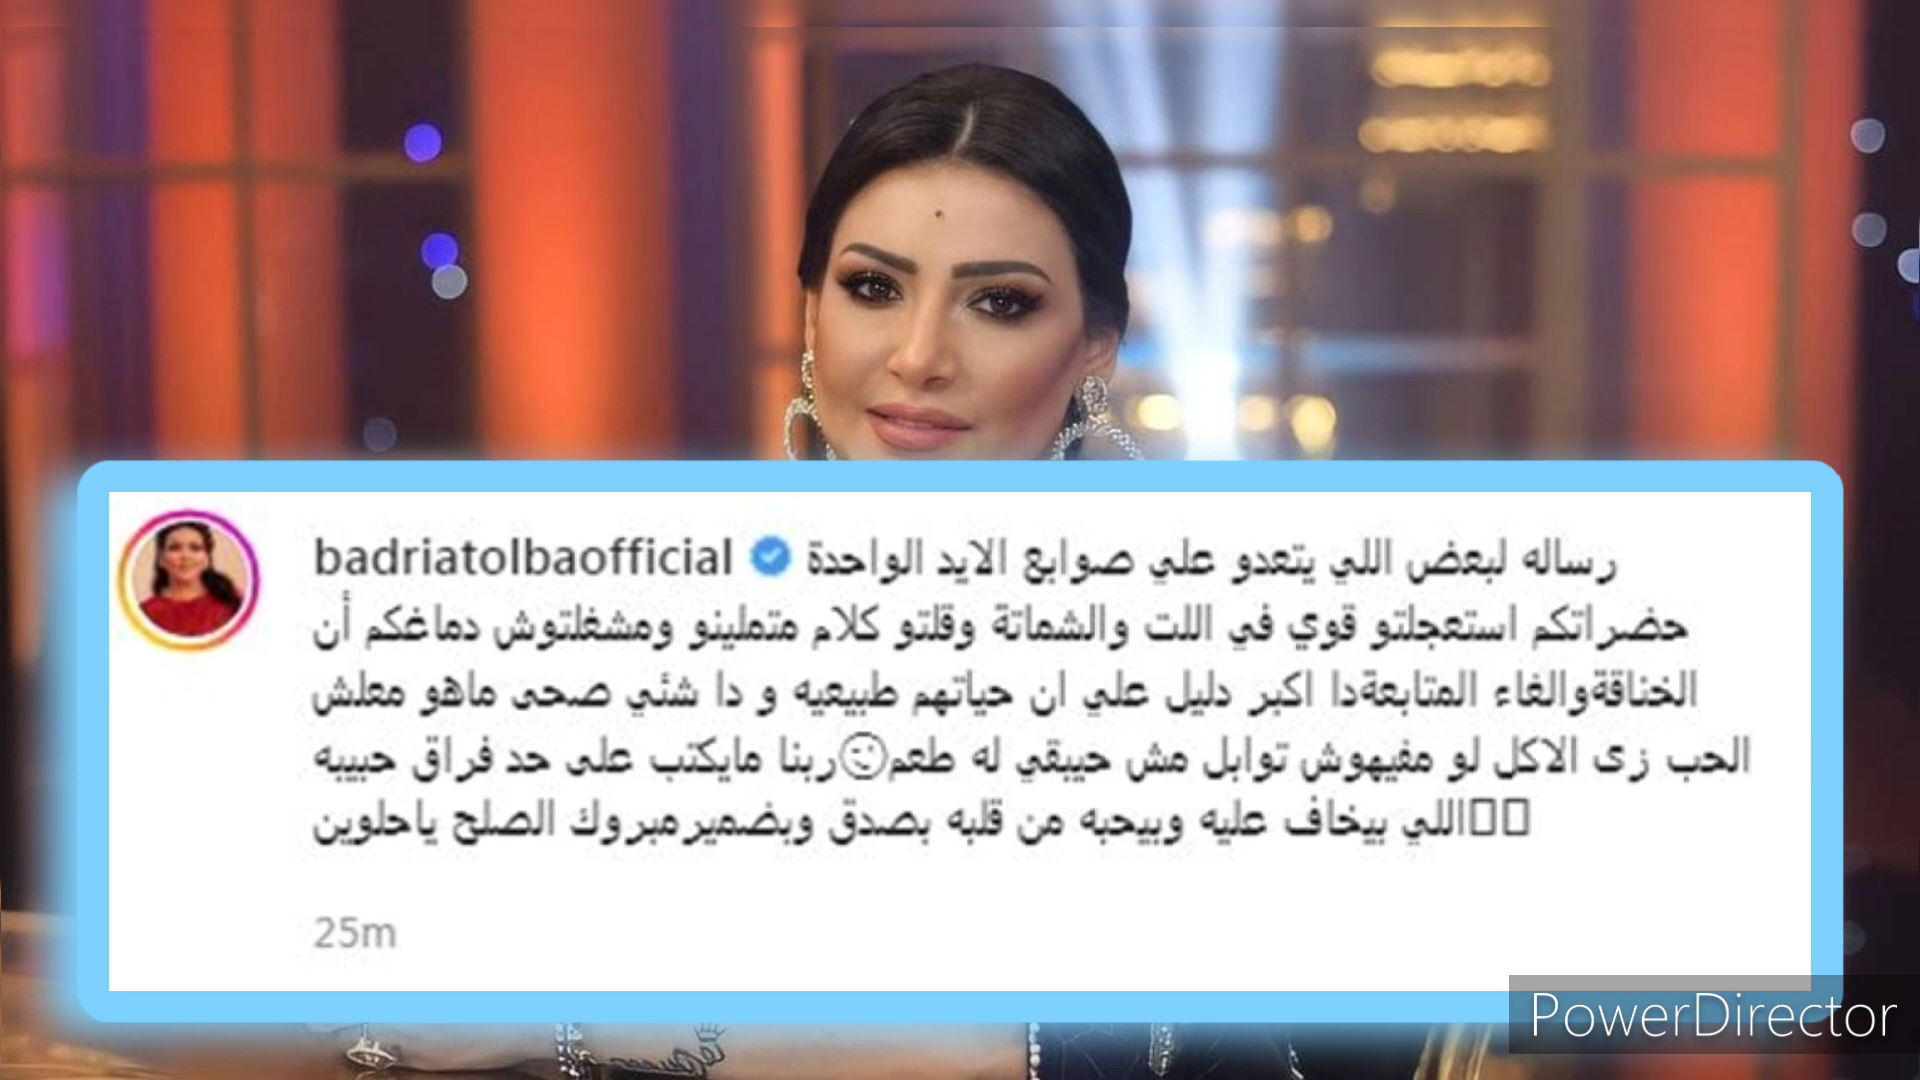 badriatolbaofficial رساله لبعض اللي يتعدو علي صوابع الايد الواحدة
حضراتكم استعجلتو قوي في اللت والشماتة وقلتو كلام متملينو ومشغلتوش دماغكم أن
الخناقةوالغاء المتابعةدا اكبر دليل علي ان حياتهم طبيعيه و دا شئي صحى ماهو معلش
الحب زى الاكل لو مفيهوش توابل مش حيبقي له طعم😉ربنا مايكتب على حد فراق حبيبه
اللي بيخاف عليه وبيحبه من قلبه بصدق وبضميرمبروك الصلح ياحلوين
25m
PowerDirector